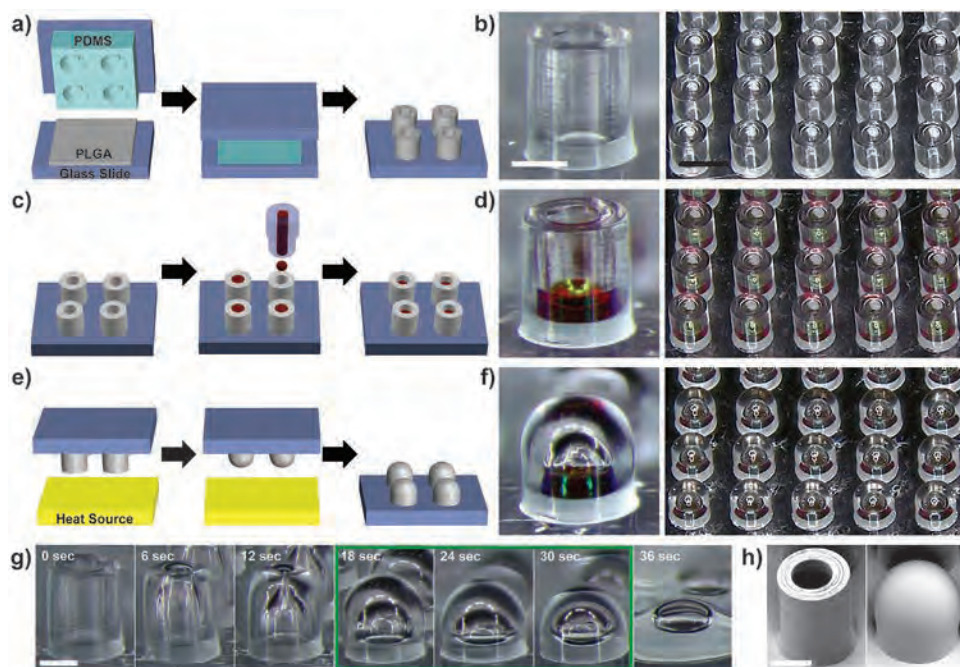 a)
PDMS
PLGA
Glass Slide
b)
c)
d)
e)
Heat Source
f)
g)
0 sec
6 sec
12 sec
18 sec
24 sec
30 sec
36 sec
h)